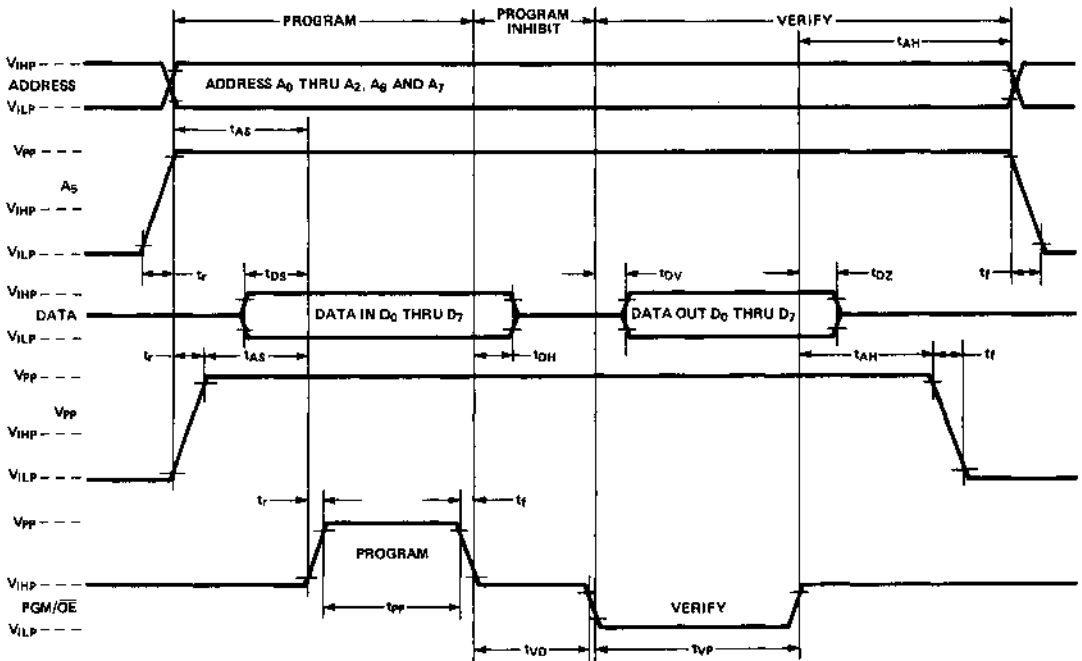 PROGRAM
PROGRAM INHIBIT
VERIFY
tAH
VIHP
ADDRESS
VILP
ADDRESS A0 THRU A2, A6 AND A7
tAS
VPP
A5
VIHP
VILP
tr
tDS
tDV
tDZ
tf
VIHP
DATA
VILP
DATA IN D0 THRU D7
DATA OUT D0 THRU D7
tr
tAS
tDH
tAH
tf
VPP
VPP
VIHP
VILP
tr
tf
VPP
PROGRAM
VIHP
PGM/OE
VILP
tPP
VERIFY
tVD
tVP